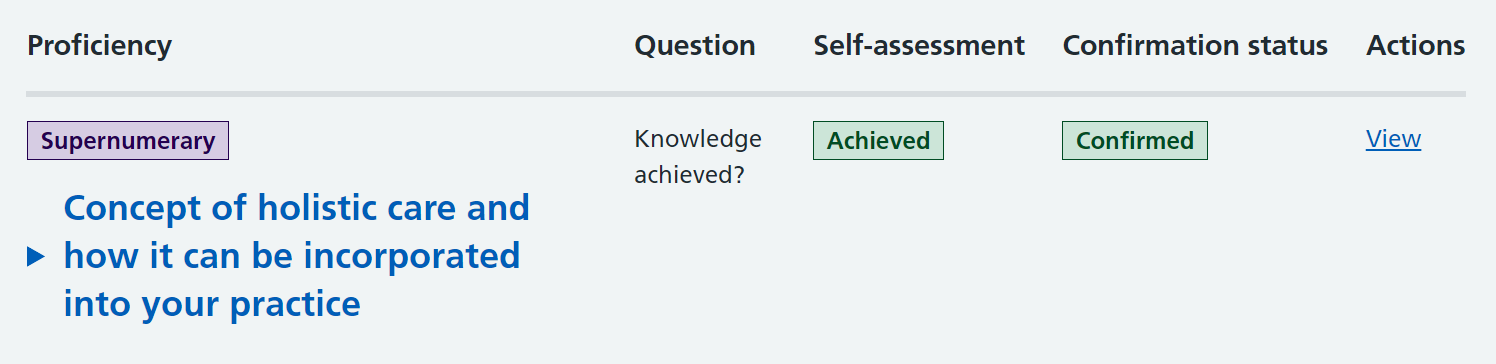 Proficiency Question Self-assessment Confirmation status Actions
Supernumerary Knowledge achieved? Achieved Confirmed View
Concept of holistic care and
how it can be incorporated
into your practice